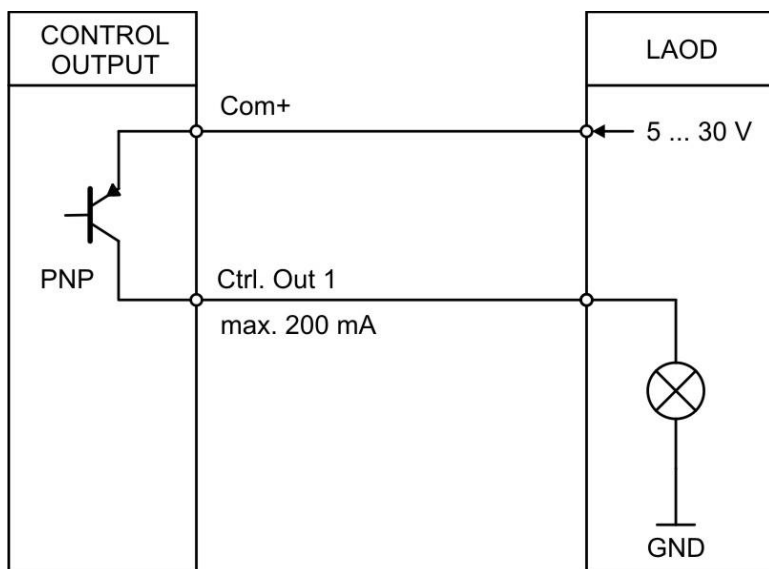 CONTROL
OUTPUT
LAOD
Com+
5 ... 30 V
PNP
Ctrl. Out 1
max. 200 mA
GND